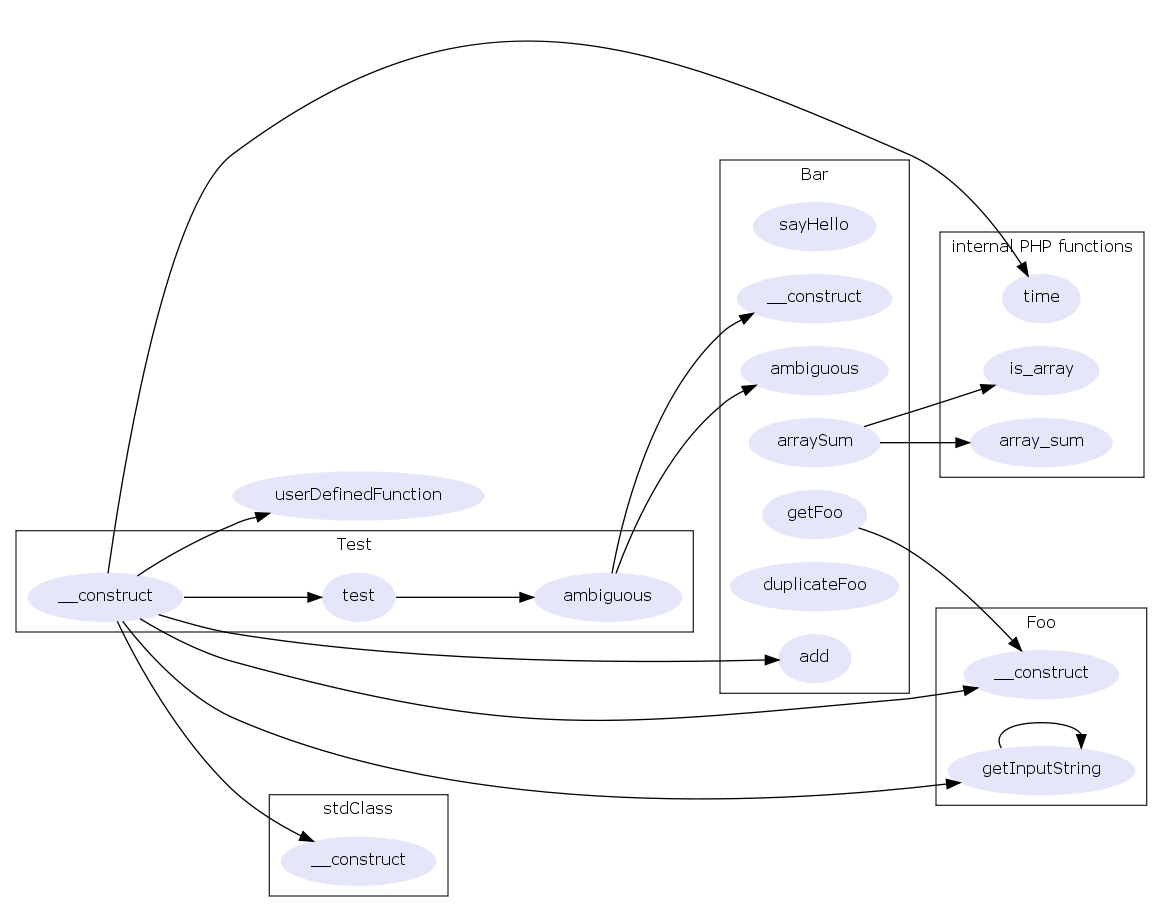 Bar
sayHello
internal PHP functions
__construct
time
ambiguous
is_array
arraySum
array_sum
userDefinedFunction
getFoo
Test
duplicateFoo
__construct
test
ambiguous
Foo
add
__construct
getInputString
stdClass
__construct